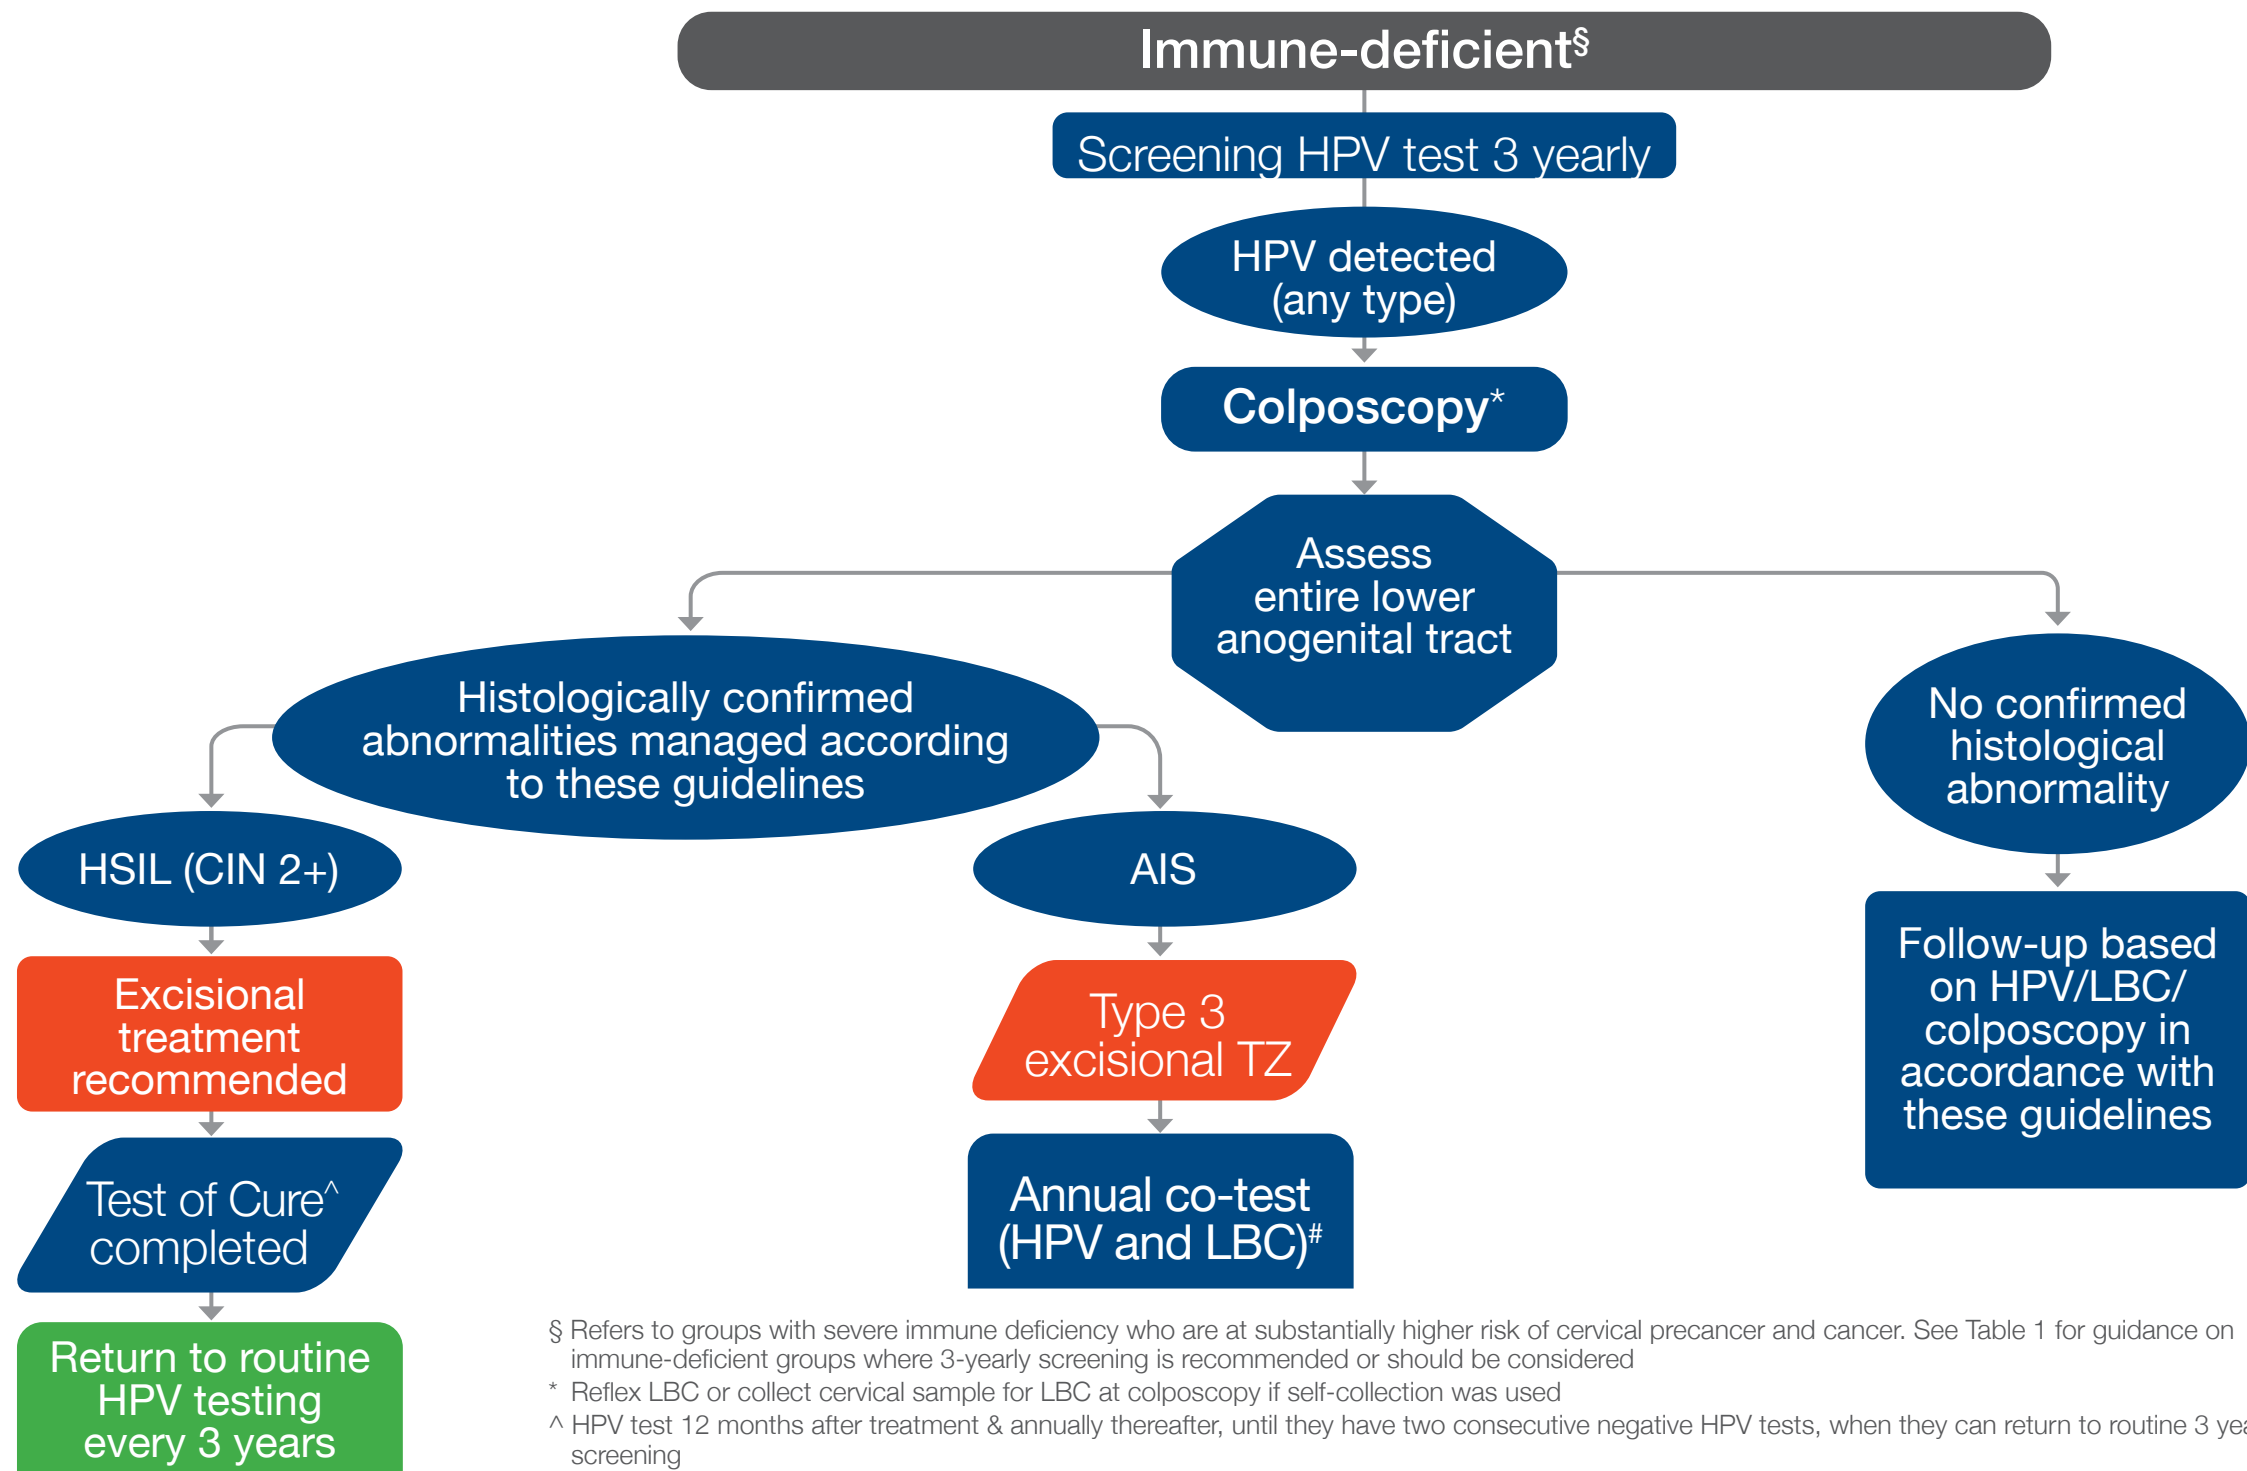 Immune-deficient§
Screening HPV test 3 yearly
HPV detected
(any type)
Colposcopy*
Assess
entire lower
anogenital tract
Histologically confirmed
abnormalities managed according
to these guidelines
No confirmed
histological
abnormality
HSIL (CIN 2+)
AIS
Excisional
treatment
recommended
Type 3
excisional TZ
Follow-up based
on HPV/LBC/
colposcopy in
accordance with
these guidelines
Test of Cure^
completed
Annual co-test
(HPV and LBC)#
Return to routine
HPV testing
every 3 years
§ Refers to groups with severe immune deficiency who are at substantially higher risk of cervical precancer and cancer. See Table 1 for guidance on
immune-deficient groups where 3-yearly screening is recommended or should be considered
* Reflex LBC or collect cervical sample for LBC at colposcopy if self-collection was used
^ HPV test 12 months after treatment & annually thereafter, until they have two consecutive negative HPV tests, when they can return to routine 3
screening